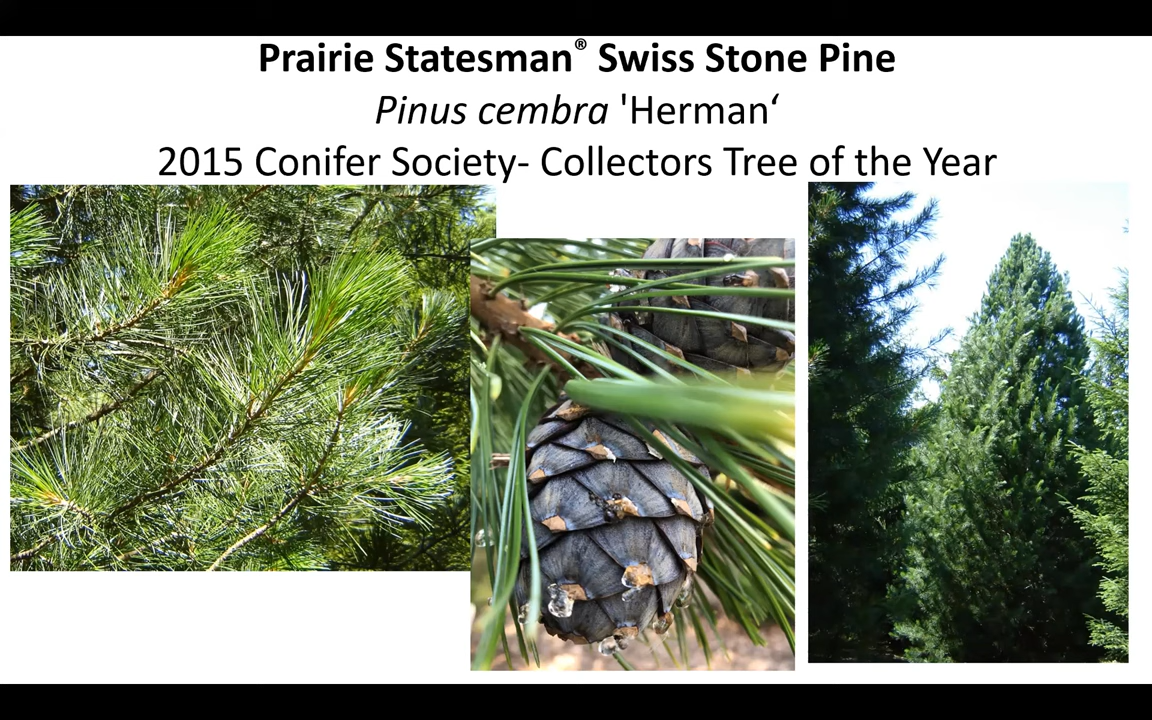 Prairie Statesman® Swiss Stone Pine
Pinus cembra 'Herman‘
2015 Conifer Society- Collectors Tree of the Year